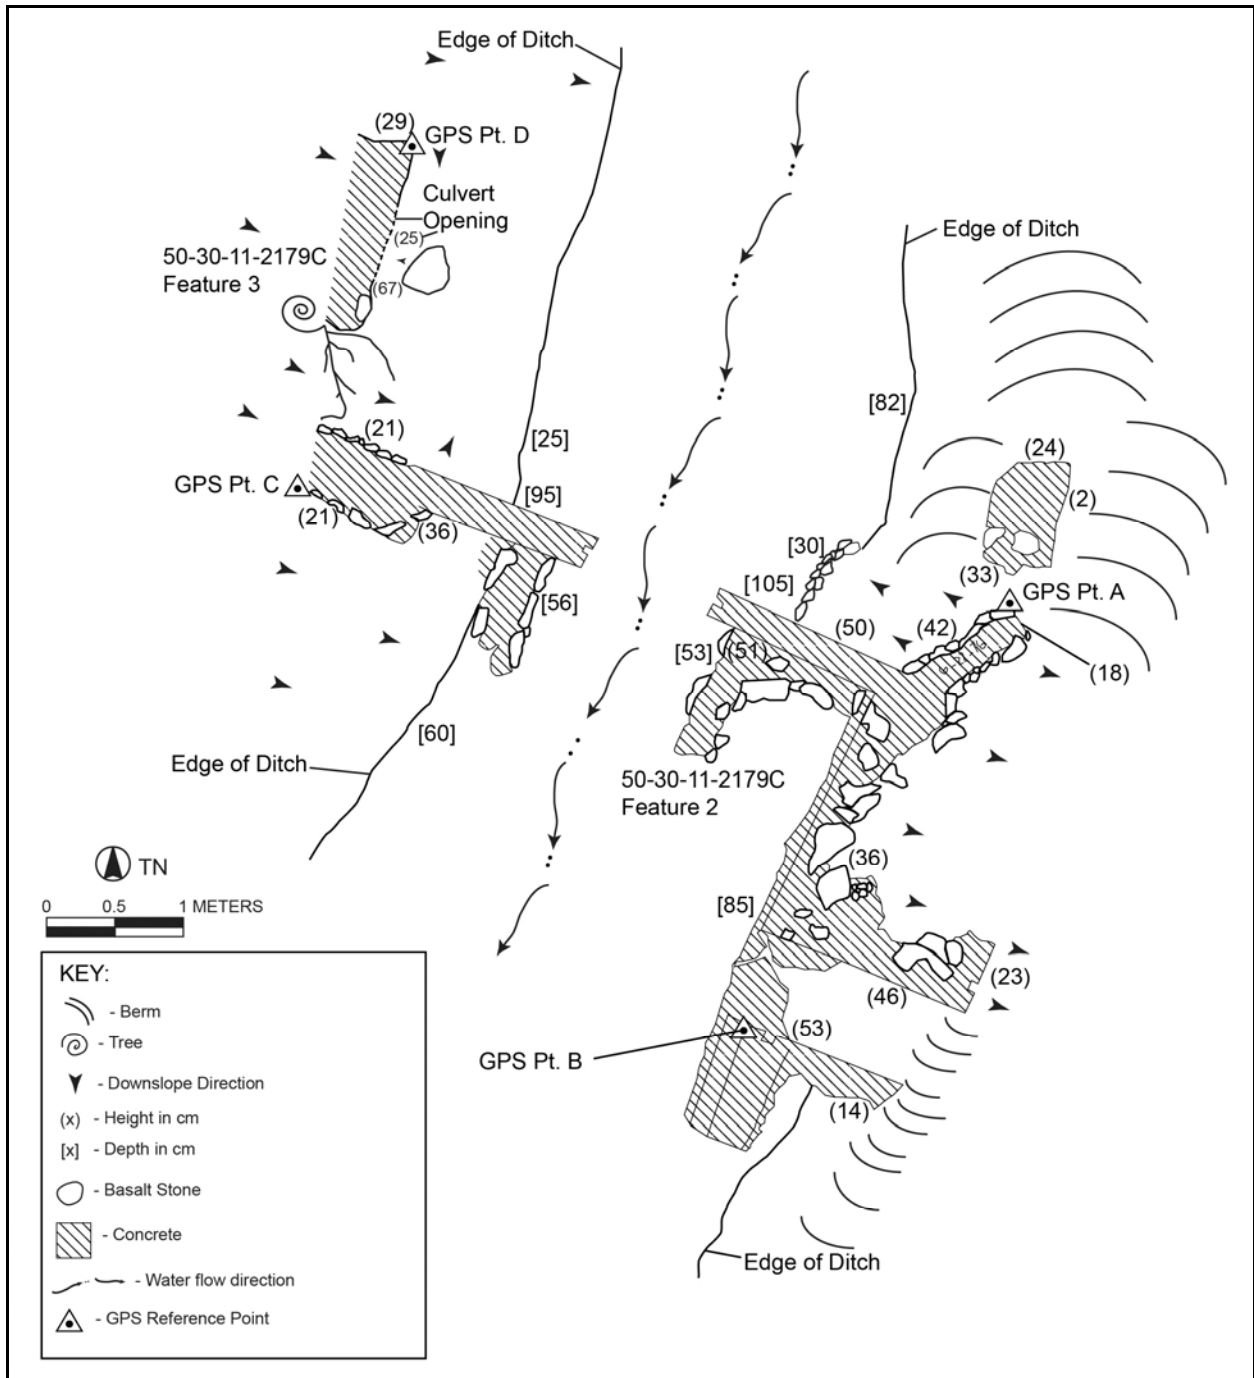 Edge of Ditch
(29)
GPS Pt. D
Culvert
Opening
(25)
Edge of Ditch
50-30-11-2179C
Feature 3
(67)
[82]
(21)
[25]
(24)
GPS Pt. C
[95]
(2)
(21)
(36)
[30]
(33)
[105]
GPS Pt. A
[56]
(50)
(42)
[53]
(51)
(18)
[60]
Edge of Ditch
50-30-11-2179C
Feature 2
TN
(36)
0 0.5 1 METERS
[85]
(23)
(46)
(53)
GPS Pt. B
(14)
Edge of Ditch
KEY:
- Berm
- Tree
- Downslope Direction
(x) - Height in cm
[x] - Depth in cm
- Basalt Stone
- Concrete
- Water flow direction
- GPS Reference Point